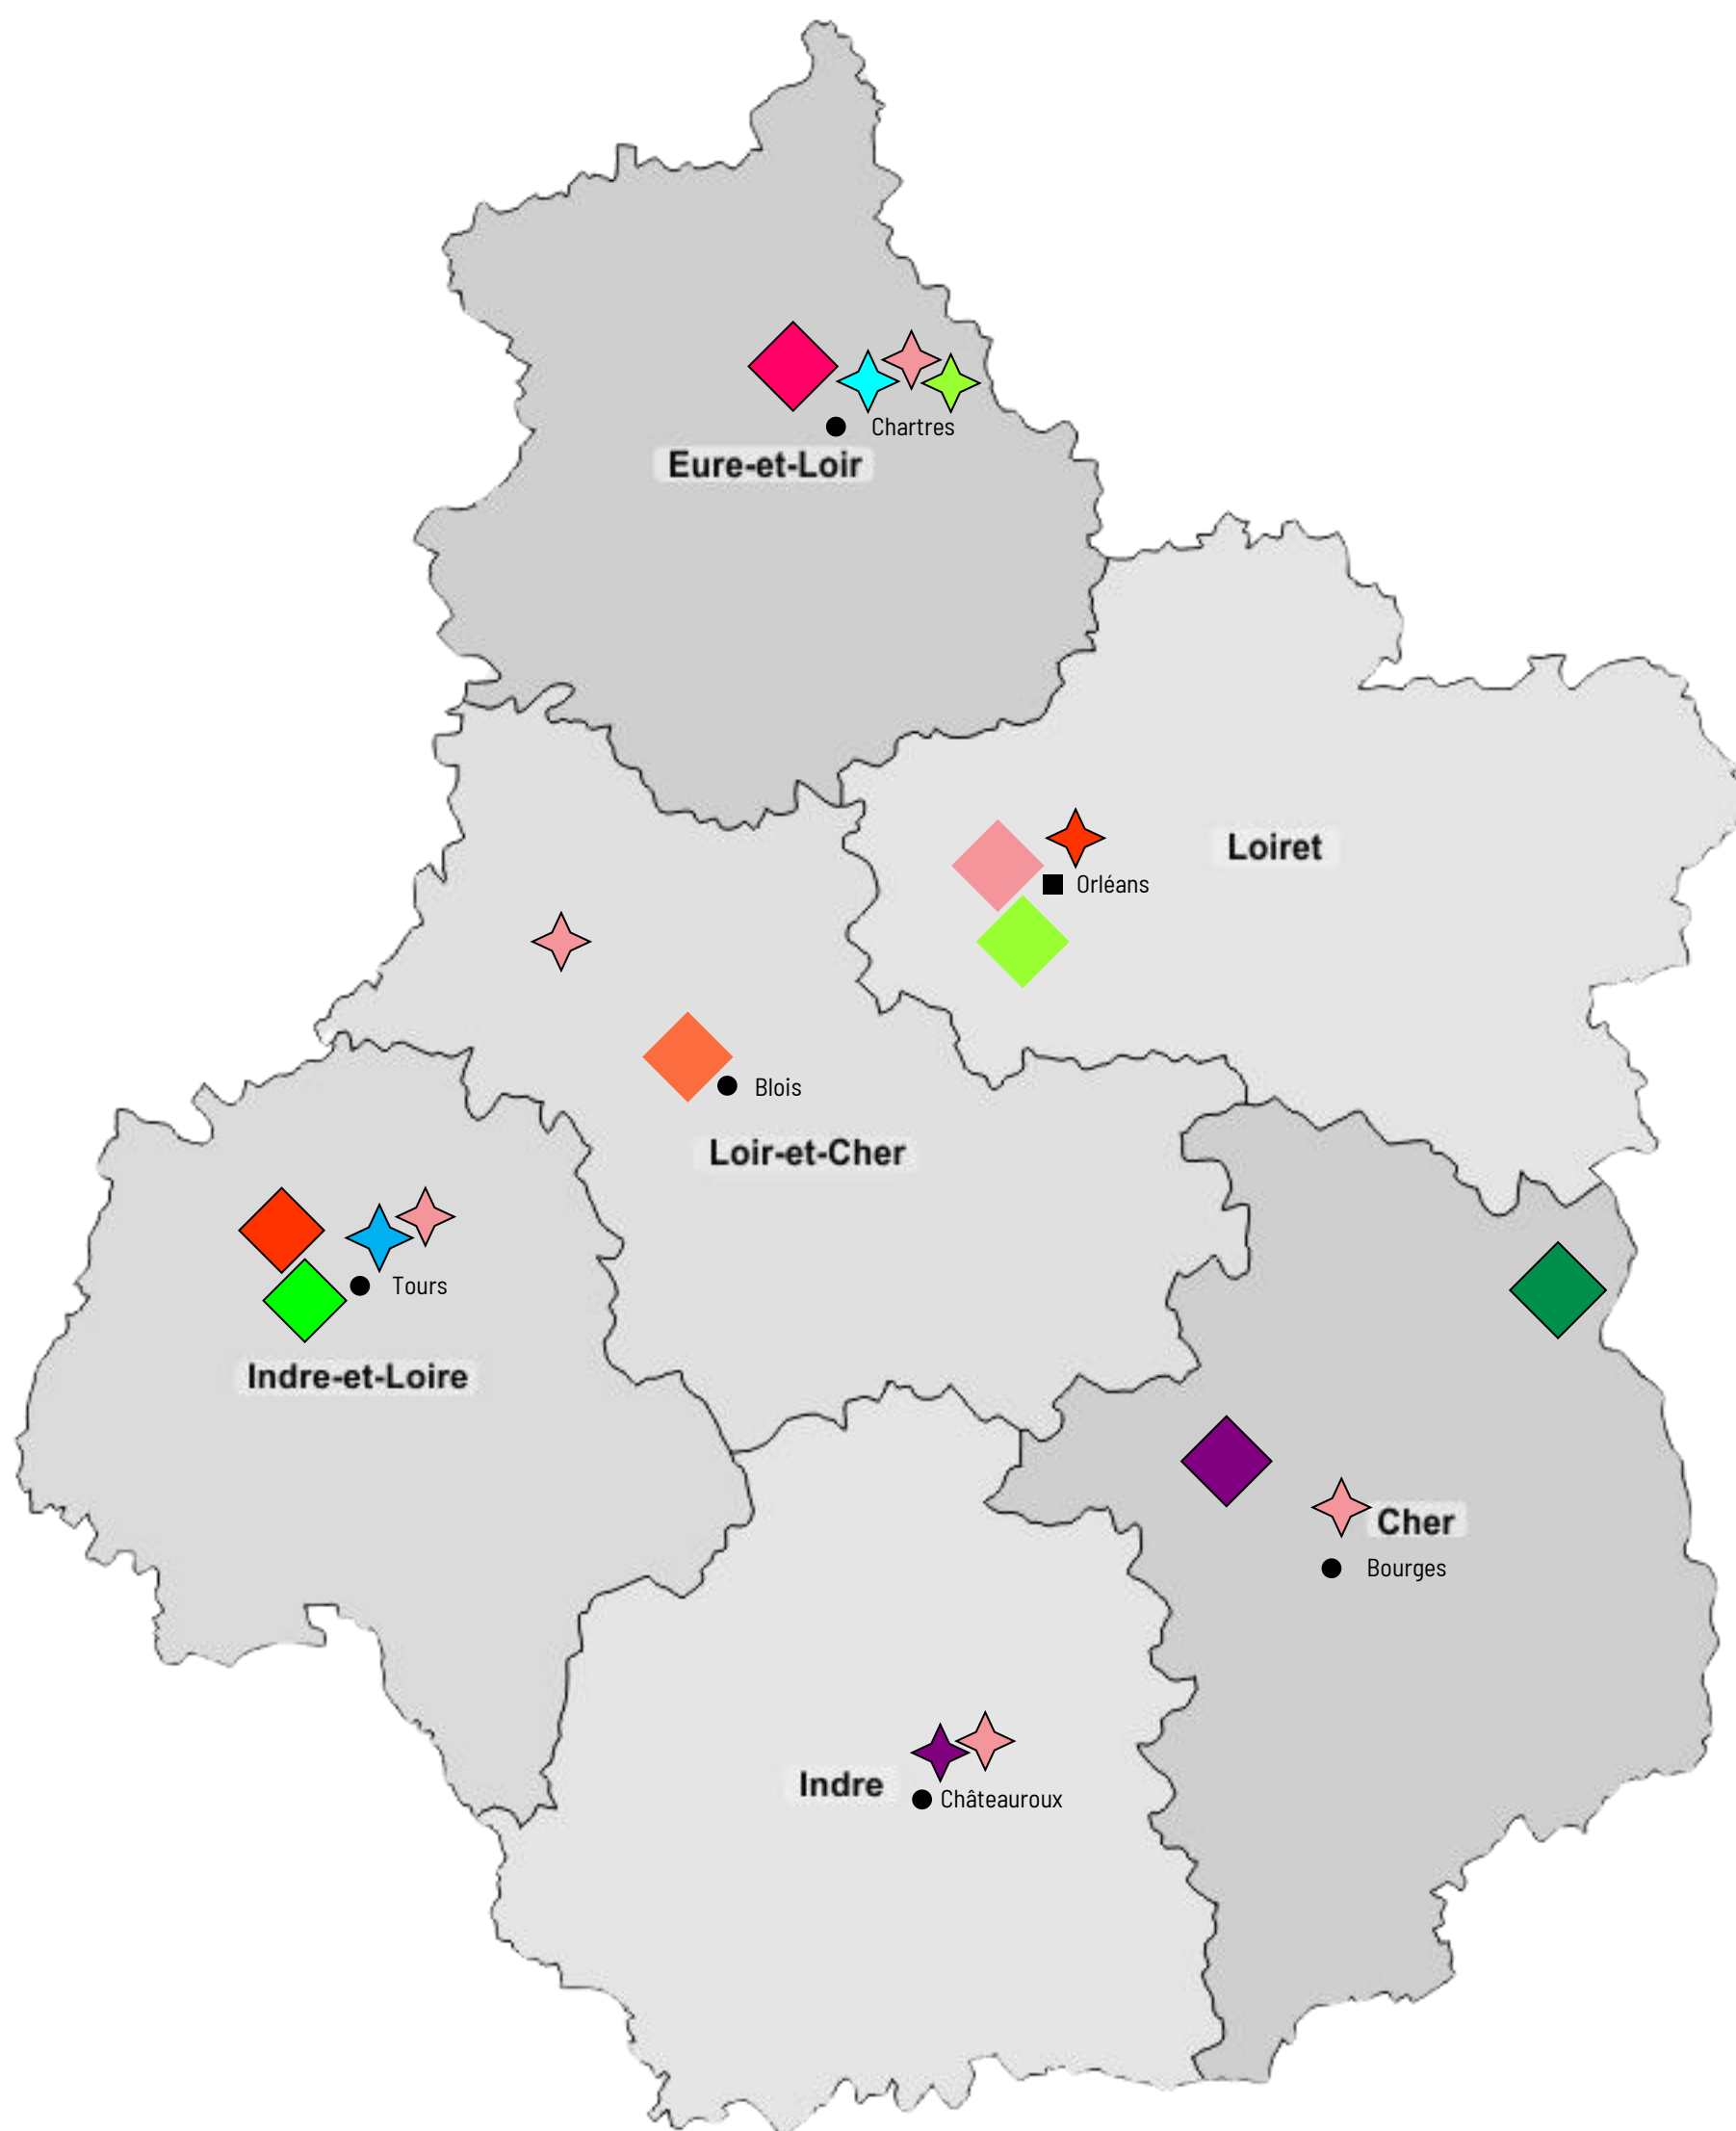 Chartres
Eure-et-Loir
Loiret
Orléans
Blois
Loir-et-Cher
Tours
Indre-et-Loire
Cher
Bourges
Indre
Châteauroux